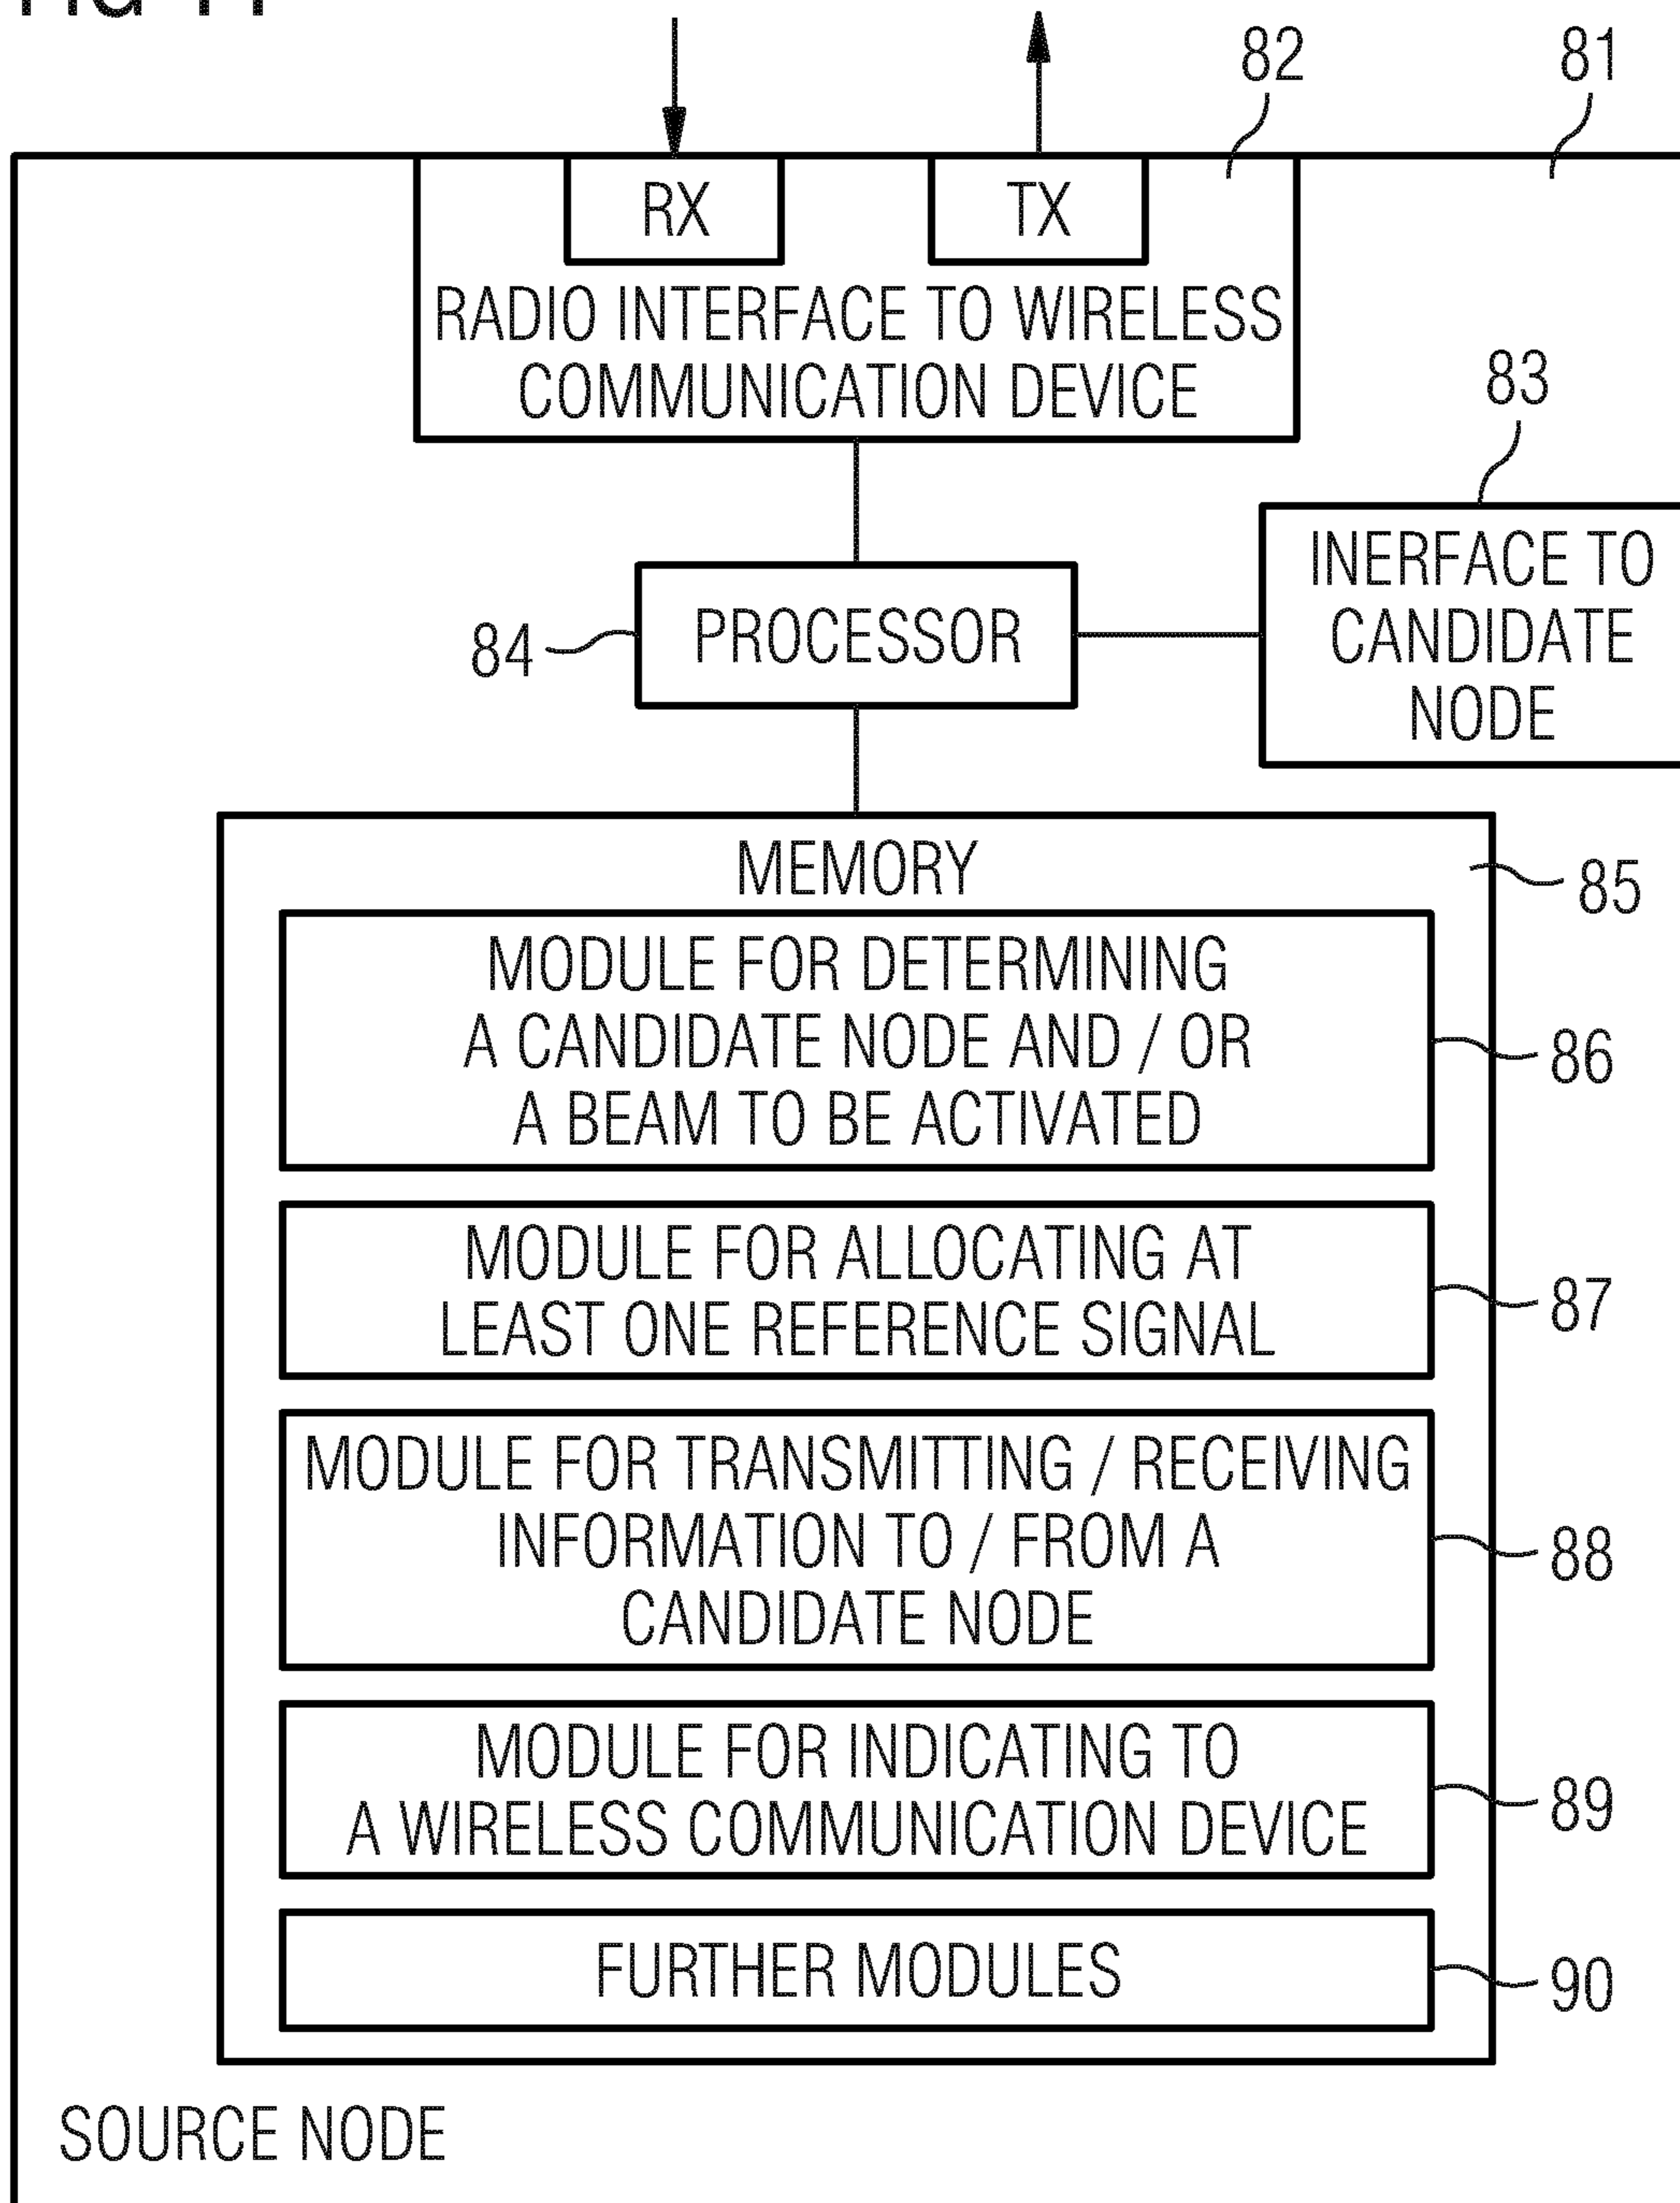 82
81
RX
TX
RADIO INTERFACE TO WIRELESS
COMMUNICATION DEVICE
83
INERFACE TO
CANDIDATE
NODE
84
PROCESSOR
MEMORY
85
MODULE FOR DETERMINING
A CANDIDATE NODE AND / OR
A BEAM TO BE ACTIVATED
86
MODULE FOR ALLOCATING AT
LEAST ONE REFERENCE SIGNAL
87
MODULE FOR TRANSMITTING / RECEIVING
INFORMATION TO / FROM A
CANDIDATE NODE
88
MODULE FOR INDICATING TO
A WIRELESS COMMUNICATION DEVICE
89
FURTHER MODULES
90
SOURCE NODE